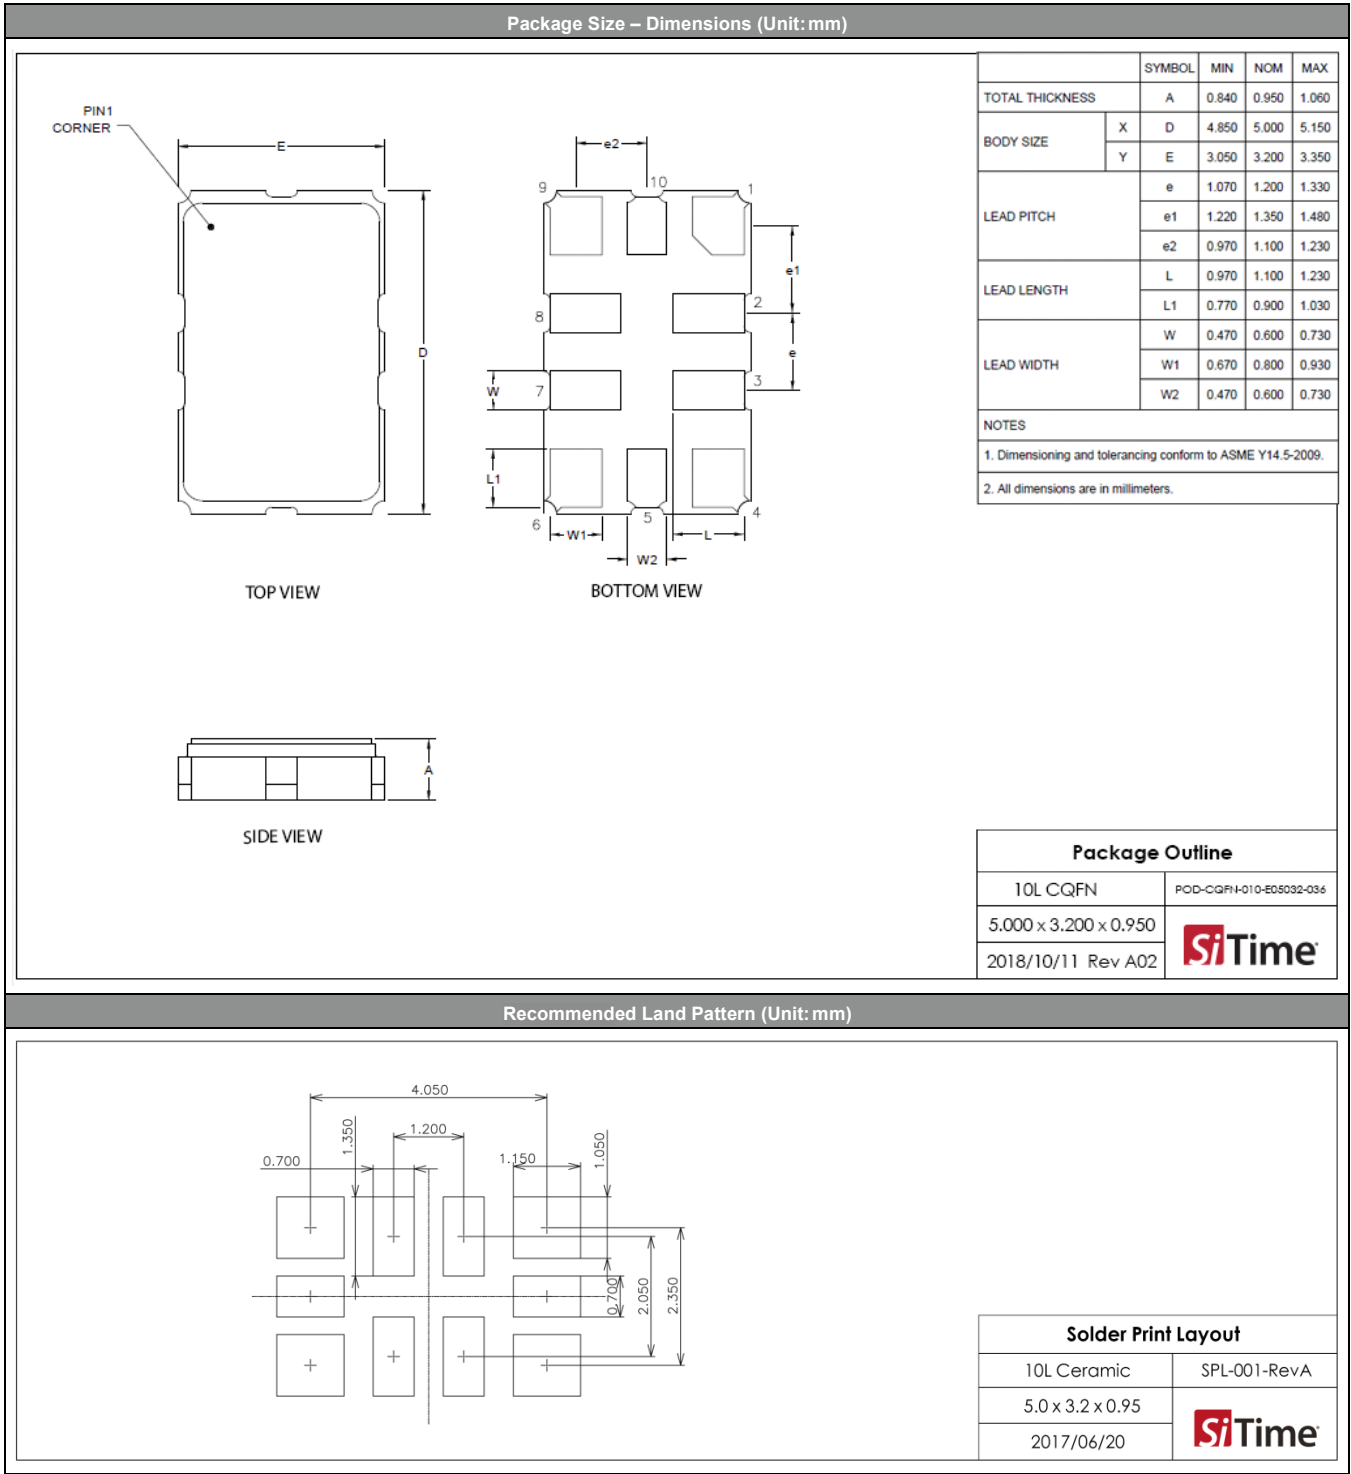 Package Size – Dimensions (Unit: mm)
SYMBOL MIN NOM MAX
TOTAL THICKNESS A 0.840 0.950 1.060
BODY SIZE X D 4.850 5.000 5.150
Y E 3.050 3.200 3.350
LEAD PITCH e 1.070 1.200 1.330
e1 1.220 1.350 1.480
e2 0.970 1.100 1.230
LEAD LENGTH L 0.970 1.100 1.230
L1 0.770 0.900 1.030
LEAD WIDTH W 0.470 0.600 0.730
W1 0.670 0.800 0.930
W2 0.470 0.600 0.730
NOTES
1. Dimensioning and tolerancing conform to ASME Y14.5-2009.
2. All dimensions are in millimeters.
PIN1
CORNER
E
D
TOP VIEW
e2
9 10 1
e1
8 2
e
W 7 3
L1
6 5 4
W1 L
W2
BOTTOM VIEW
A
SIDE VIEW
Package Outline
10L CQFN POD-CQFN-010-E05032-036
5.000 x 3.200 x 0.950
2018/10/11 Rev A02
SiTime
Recommended Land Pattern (Unit: mm)
4.050
1.350
1.200
0.700
1.150
1.050
0.700
2.050
2.350
Solder Print Layout
10L Ceramic SPL-001-RevA
5.0 x 3.2 x 0.95
2017/06/20
SiTime